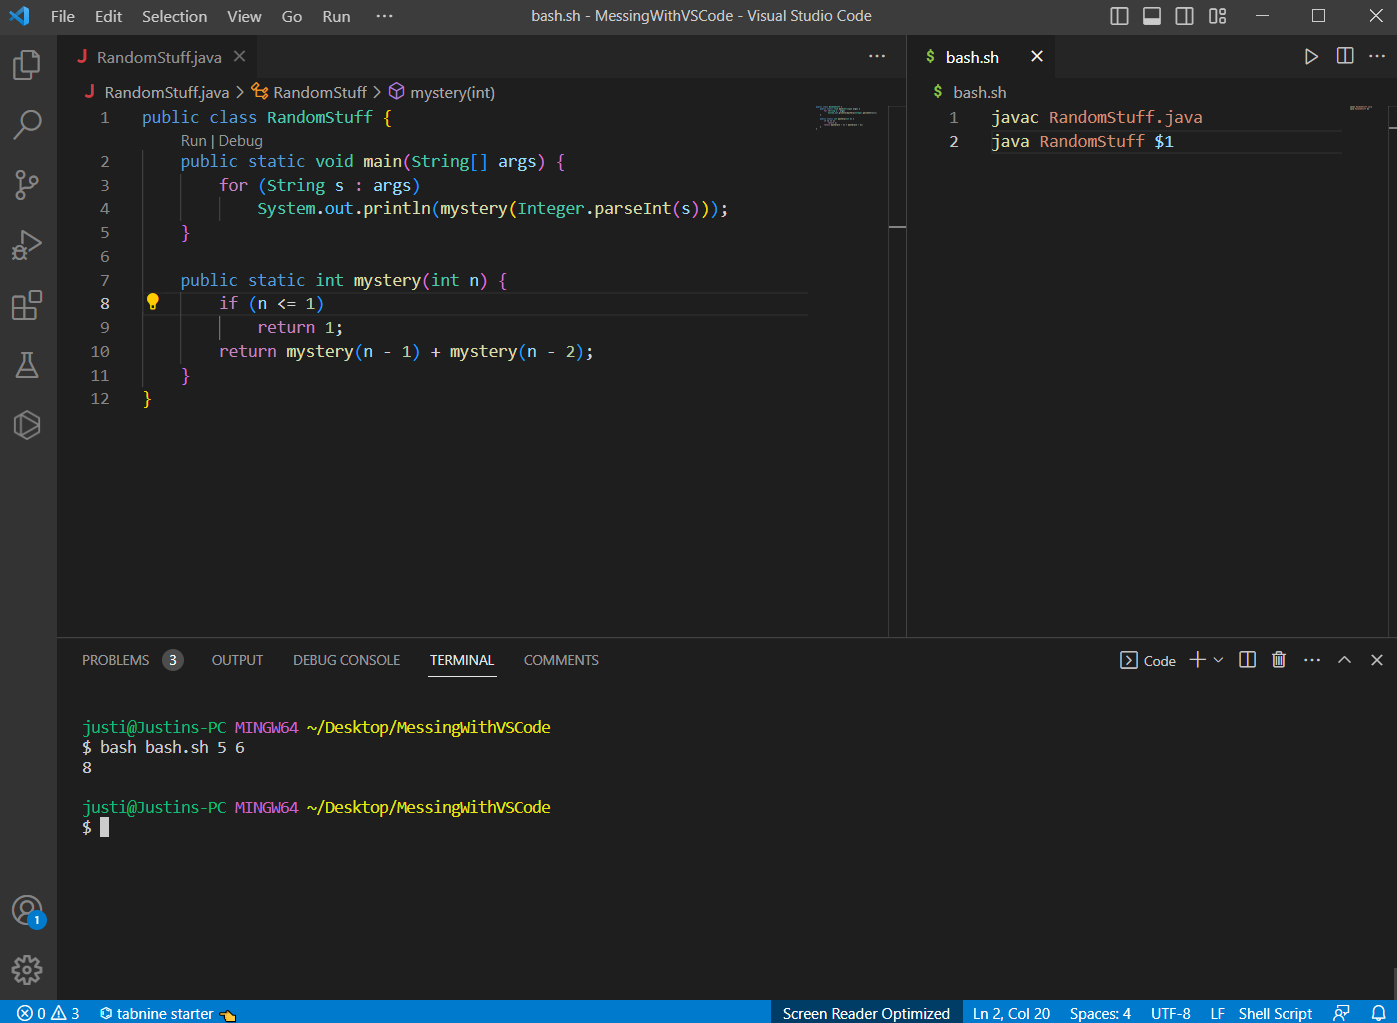 File Edit Selection View Go Run ··· bash.sh - MessingWithVSCode - Visual Studio Code
J RandomStuff.java ···
J RandomStuff.java > RandomStuff > mystery(int)
1 public class RandomStuff {
Run | Debug
2 public static void main(String[] args) {
3 for (String s : args)
4 System.out.println(mystery(Integer.parseInt(s)));
5 }
6
7 public static int mystery(int n) {
8 if (n <= 1)
9 return 1;
10 return mystery(n - 1) + mystery(n - 2);
11 }
12 }
$ bash.sh ···
$ bash.sh
1 javac RandomStuff.java
2 java RandomStuff $1
PROBLEMS 3 OUTPUT DEBUG CONSOLE TERMINAL COMMENTS Code ···
justi@Justins-PC MINGW64 ~/Desktop/MessingWithVSCode
$ bash bash.sh 5 6
8
justi@Justins-PC MINGW64 ~/Desktop/MessingWithVSCode
$
1
0 3 tabnine starter Screen Reader Optimized Ln 2, Col 20 Spaces: 4 UTF-8 LF Shell Script